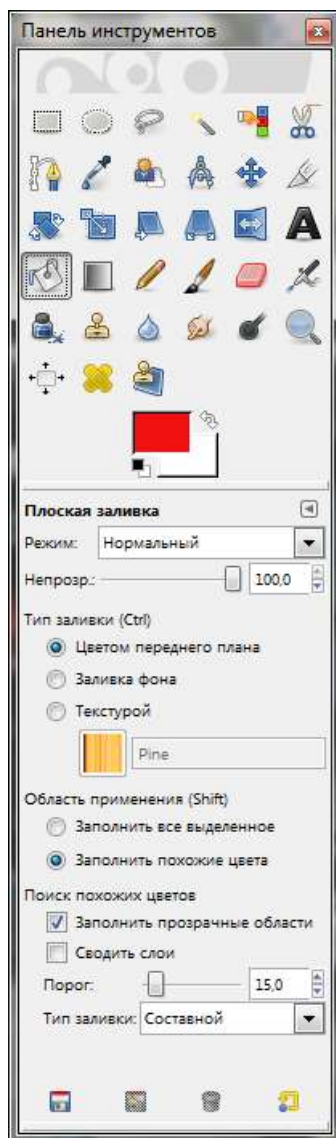 Панель инструментов
Плоская заливка
Режим: Нормальный
Непрозр.: 100,0
Тип заливки (Ctrl)
Цветом переднего плана
Заливка фона
Текстурой
Pine
Область применения (Shift)
Заполнить все выделенное
Заполнить похожие цвета
Поиск похожих цветов
Заполнить прозрачные области
Сводить слои
Порог: 15,0
Тип заливки: Составной